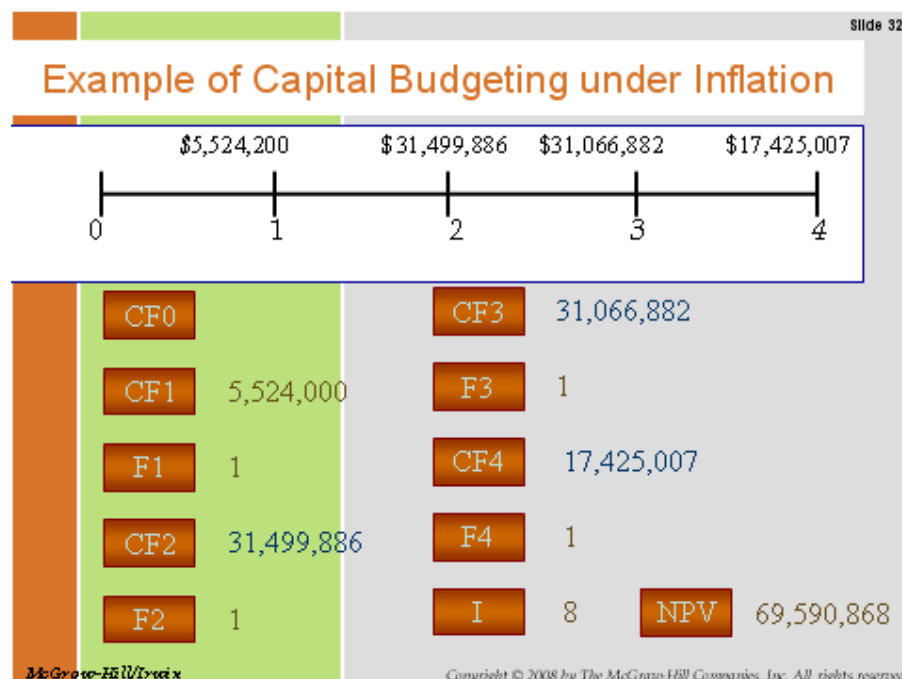 Slide 32
Example of Capital Budgeting under Inflation
$5,524,200 $31,499,886 $31,066,882 $17,425,007
0 1 2 3 4
CF0
CF1 5,524,000
F1 1
CF2 31,499,886
F2 1
CF3 31,066,882
F3 1
CF4 17,425,007
F4 1
I 8 NPV 69,590,868
McGraw-Hill/Irwin
Copyright © 2008 by The McGraw-Hill Companies, Inc. All rights reserved